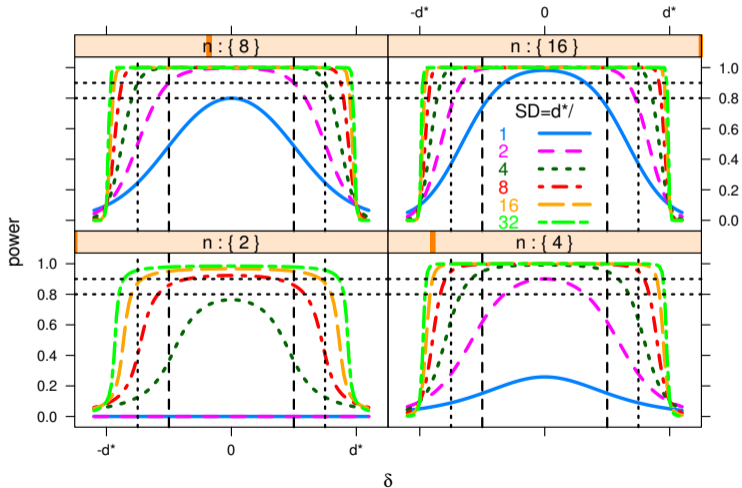 -d* 0 d*
n : { 8 } n : { 16 }
1.0
0.8
0.6
0.4
0.2
0.0
SD=d*/
1
2
4
8
16
32
power
n : { 2 } n : { 4 }
1.0
0.8
0.6
0.4
0.2
0.0
-d* 0 d*
δ